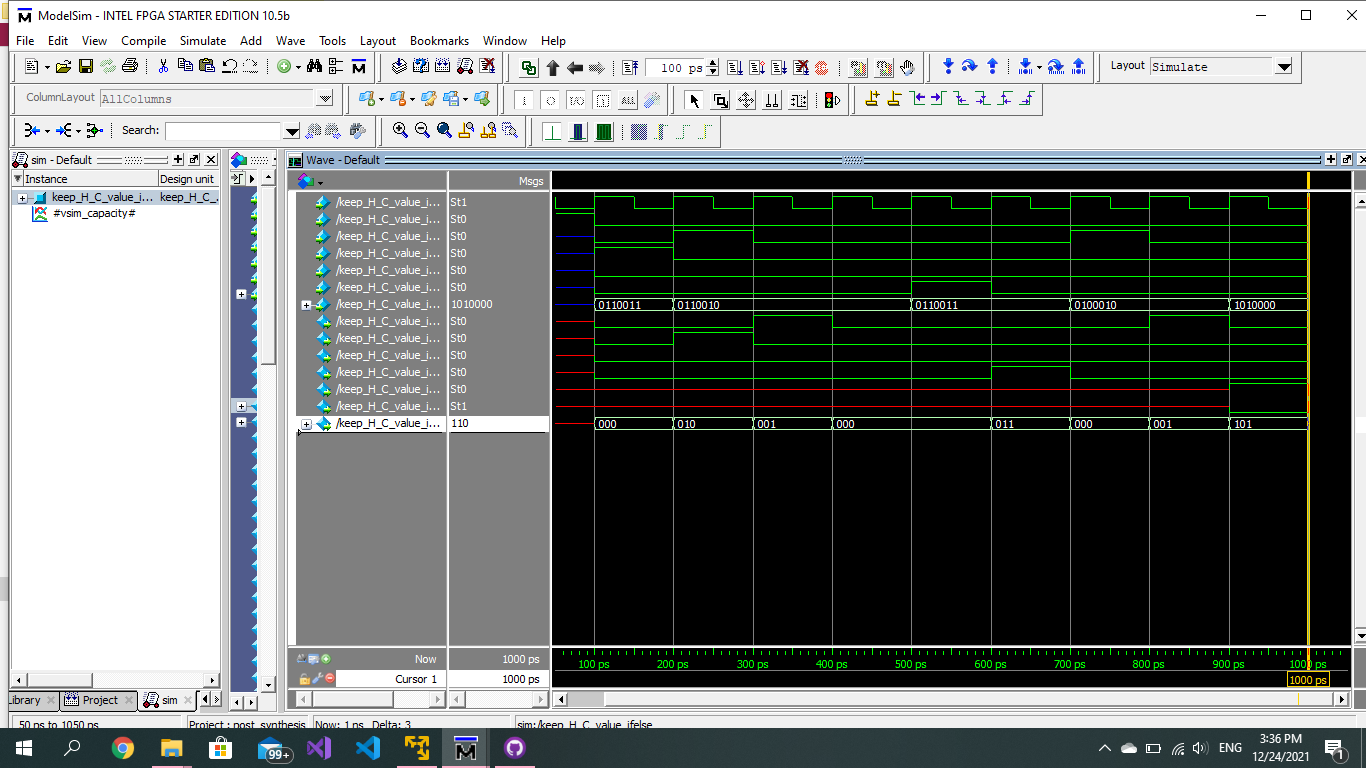 ModelSim - INTEL FPGA STARTER EDITION 10.5b
File Edit View Compile Simulate Add Wave Tools Layout Bookmarks Window Help
100 ps
Layout Simulate
ColumnLayout AllColumns
ALL
Search:
sim - Default
Wave - Default
Instance Design unit
Msgs
keep_H_C_value_i... keep_H_C_...
#vsim_capacity#
/keep_H_C_value_i... St1
/keep_H_C_value_i... St0
/keep_H_C_value_i... St0
/keep_H_C_value_i... St0
/keep_H_C_value_i... St0
/keep_H_C_value_i... St0
/keep_H_C_value_i... 1010000 0110011 0110010 0110011 0100010 1010000
/keep_H_C_value_i... St0
/keep_H_C_value_i... St0
/keep_H_C_value_i... St0
/keep_H_C_value_i... St0
/keep_H_C_value_i... St0
/keep_H_C_value_i... St1
/keep_H_C_value_i... 110 000 010 001 000 011 000 001 101
Now 1000 ps 100 ps 200 ps 300 ps 400 ps 500 ps 600 ps 700 ps 800 ps 900 ps 1000 ps
Cursor 1 1000 ps 1000 ps
Library Project sim
50 ps to 1050 ps Project : post_synthesis Now: 1 ns Delta: 3 sim:/keep_H_C_value_ifelse
99+
ENG
3:36 PM
12/24/2021
1